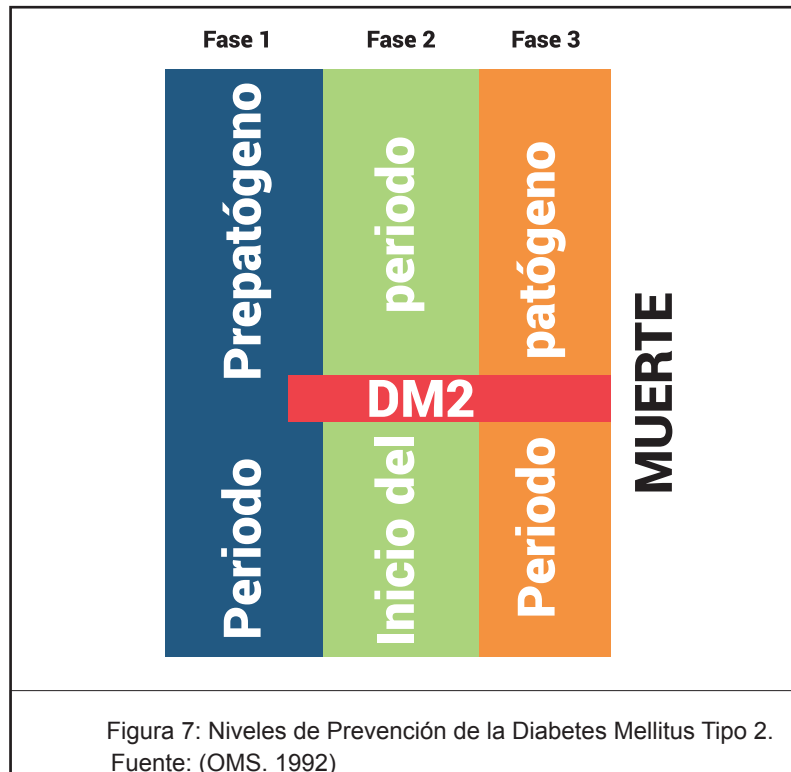 Fase 1
Fase 2
Fase 3
Periodo Prepatógeno
Inicio del periodo
Periodo patógeno
DM2
MUERTE
Figura 7: Niveles de Prevención de la Diabetes Mellitus Tipo 2.
Fuente: (OMS. 1992)